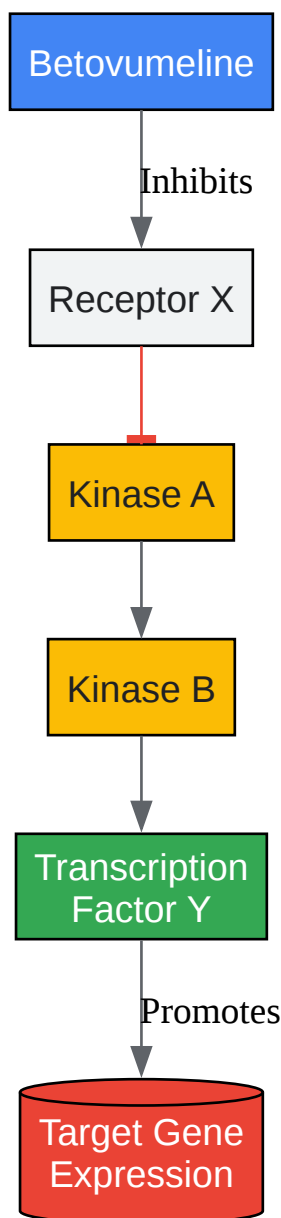 Betovumeline
Inhibits
Receptor X
Kinase A
Kinase B
Transcription
Factor Y
Promotes
Target Gene
Expression